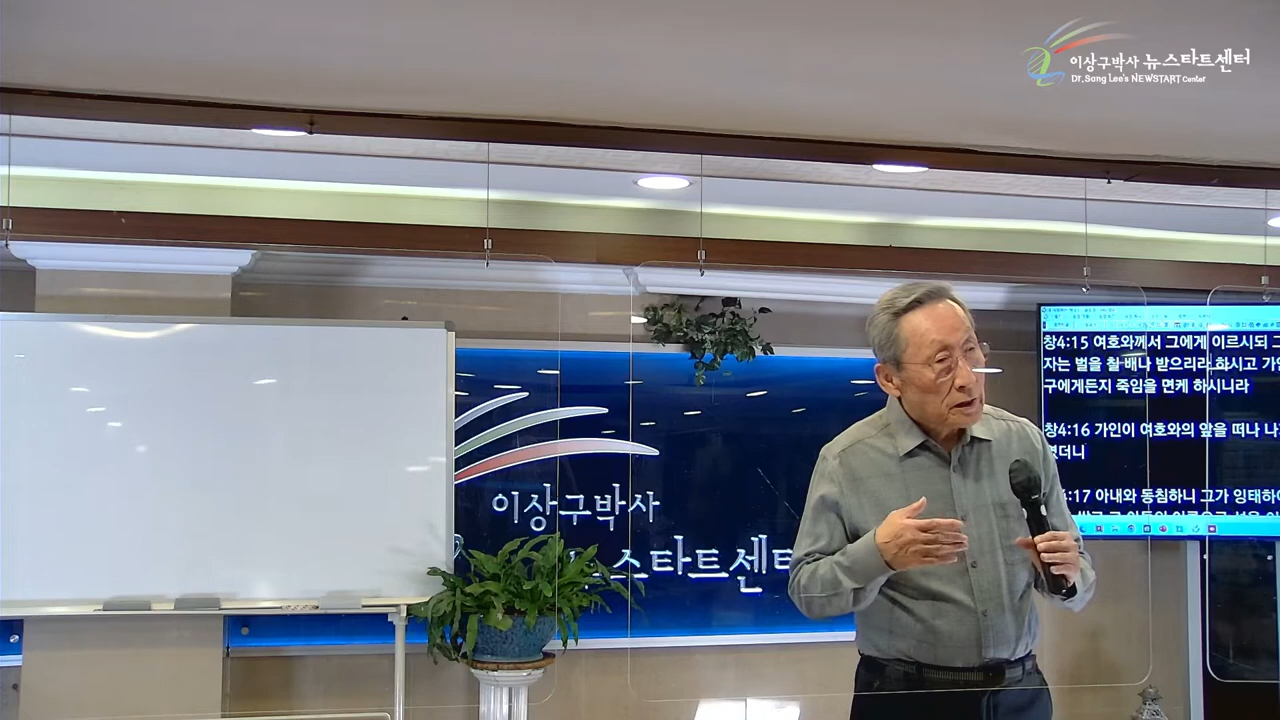 이상구박사 뉴스타트센터
Dr. Sang Lee's NEWSTART Center
창4:15 여호와께서 그에게 이르시되
자는 벌을 칠 배나 받으리라 하시고
구에게든지 죽임을 면케 하시니라
창4:16 가인이 여호와의 앞을 떠나
였더니
4:17 아내와 동침하니 그가 잉태하
이상구박사
스타트센터